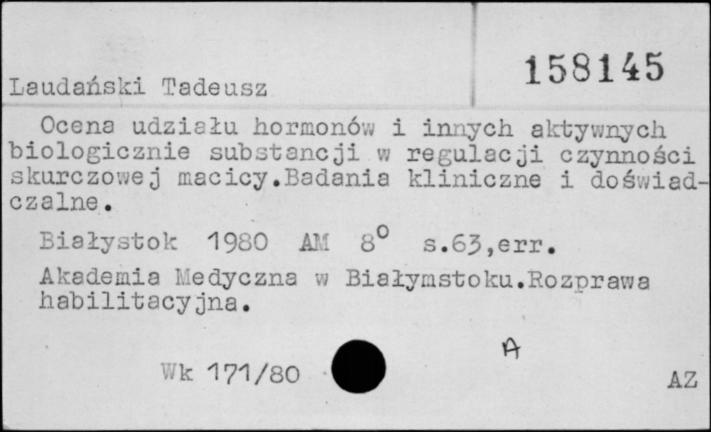 158145
Laudański Tadeusz
Ocena udziału hormonów i innych aktywnych
biologicznie substancji w regulacji czynności
skurczowej macicy.Badania kliniczne i doświad-
czalne.
Białystok 1980 AM 8° s.63,err.
Akademia Medyczna w Białymstoku.Rozprawa
habilitacyjna.
A
Wk 171/80
AZ